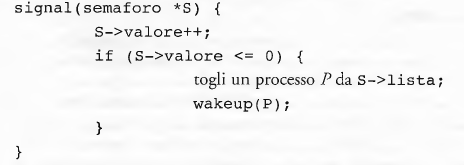 signal(semaforo *S) {
S->valore++;
if (S->valore <= 0) {
togli un processo P da S->lista;
wakeup(P);
}
}